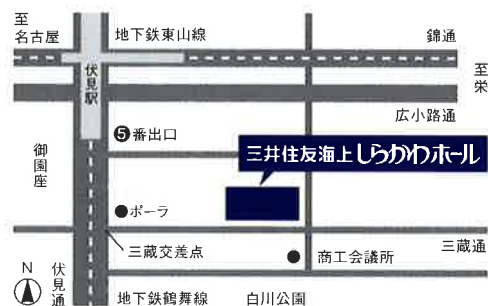 至
名古屋
地下鉄東山線
錦通
伏見駅
至
栄
広小路通
❺番出口
御園座
三井住友海上しらかわホール
●ポーラ
三蔵交差点
三蔵通
●商工会議所
N
伏見通
地下鉄鶴舞線
白川公園